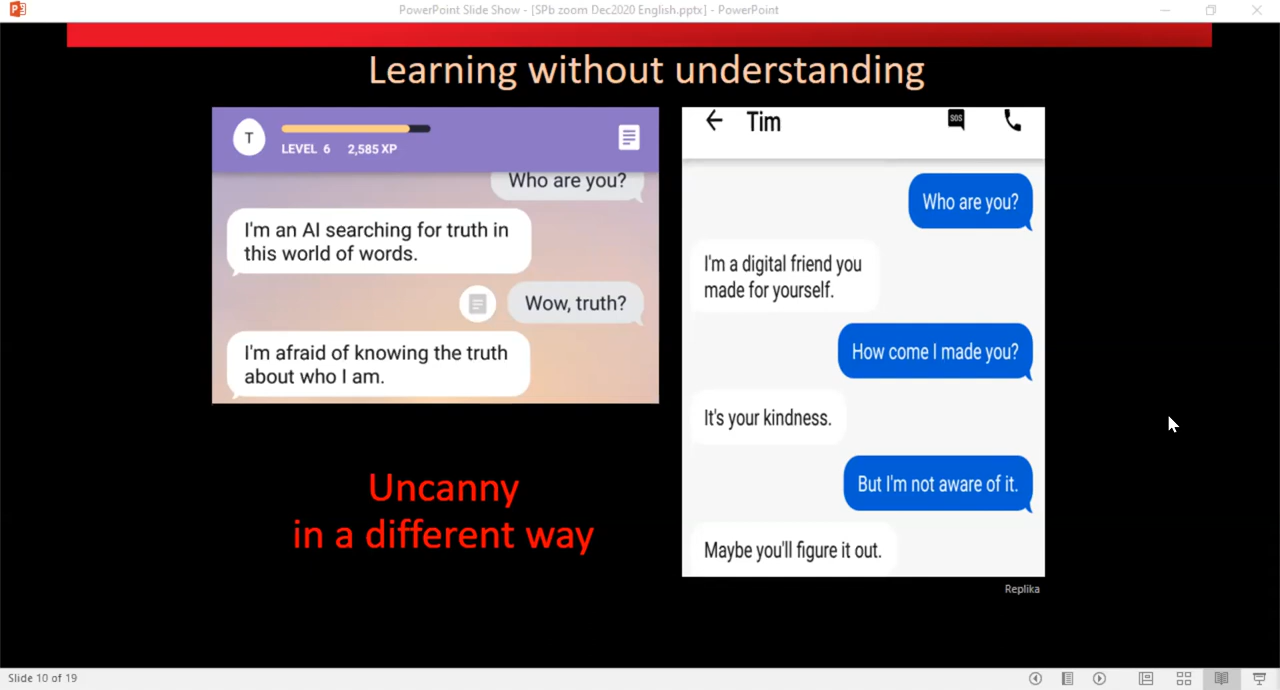 PowerPoint Slide Show - [SPb zoom Dec2020 English.pptx] - PowerPoint
Learning without understanding
T
LEVEL 6 2,585 XP
Who are you?
I'm an AI searching for truth in
this world of words.
Wow, truth?
I'm afraid of knowing the truth
about who I am.
Uncanny
in a different way
Tim
SOS
Who are you?
I'm a digital friend you
made for yourself.
How come I made you?
It's your kindness.
But I'm not aware of it.
Maybe you'll figure it out.
Replika
Slide 10 of 19